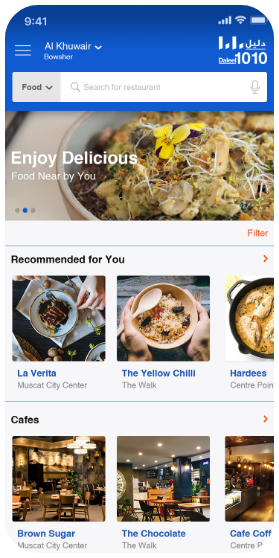 9:41
Al Khuwair
Bowsher
دليل
Daleel 1010
Food
Search for restaurant
Enjoy Delicious
Food Near by You
Filter
Recommended for You
La Verita
The Yellow Chilli
Hardees
Muscat City Center
The Walk
Centre Poin
Cafes
Brown Sugar
The Chocolate
Cafe Coff
Muscat City Center
The Walk
Centre P